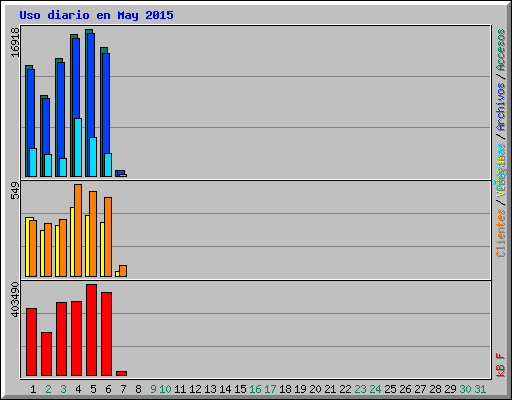 Uso diario en May 2015
16918
549
403490
Clientes / / Archivos / Accesos
kB F
1 2 3 4 5 6 7 8 9 10 11 12 13 14 15 16 17 18 19 20 21 22 23 24 25 26 27 28 29 30 31